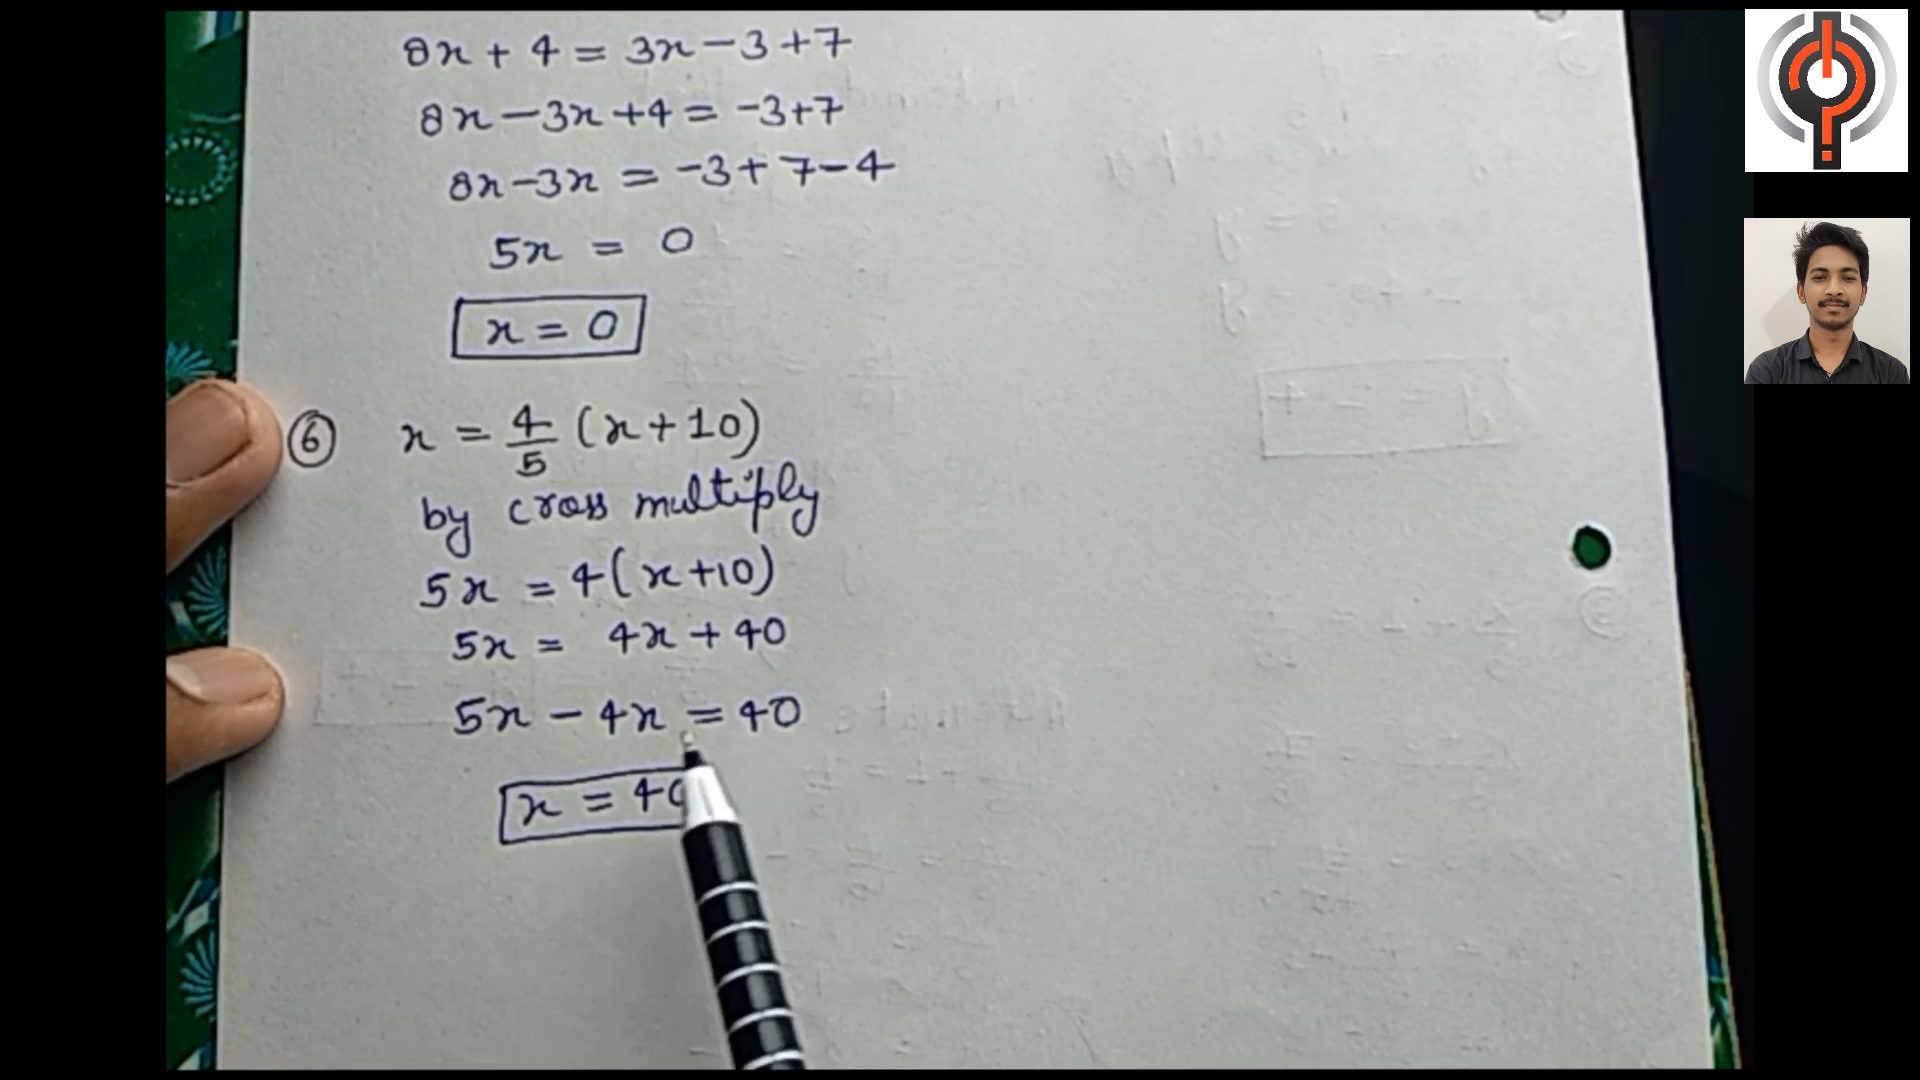 8x + 4 = 3x - 3 + 7
8x - 3x + 4 = -3+7
8x - 3x = -3 + 7 - 4
5x = 0
x = 0
6 x = 4/5 (x + 10)
by cross multiply
5x = 4(x+10)
5x = 4x + 40
5x - 4x = 40
x = 40